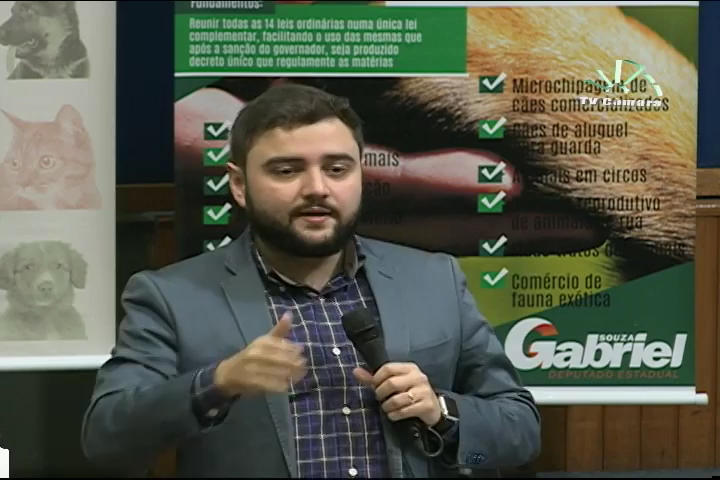 Fundamentos:
Reunir todas as 14 leis ordinárias numa única lei
complementar, facilitando o uso das mesmas que
após a sanção do governador, seja produzido
decreto único que regulamente as matérias
Microchipagem de
cães comercializados
TV Câmara
Cães de aluguel
para guarda
Animais em circos
Comércio de
fauna exótica
SOUZA
Gabriel
DEPUTADO ESTADUAL